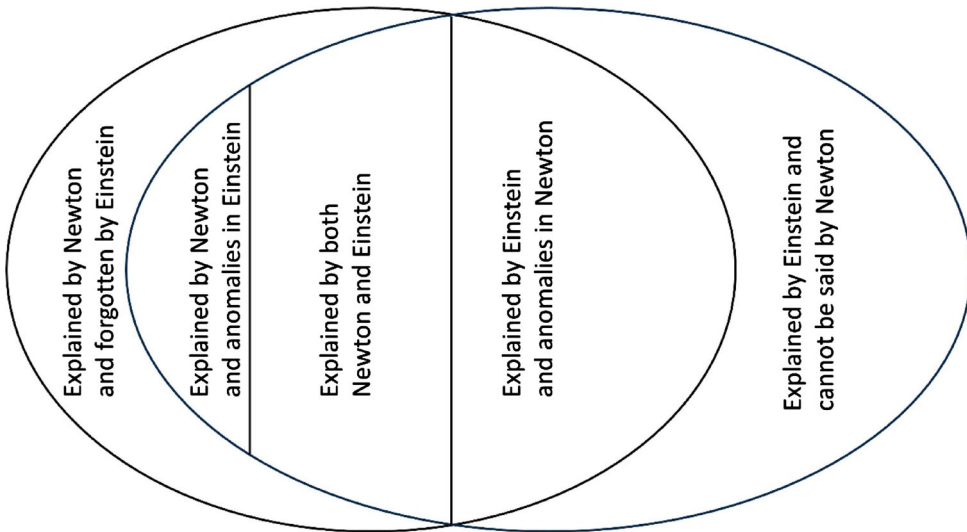 Explained by Newton
and forgotten by Einstein
Explained by Newton
and anomalies in Einstein
Explained by both
Newton and Einstein
Explained by Einstein
and anomalies in Newton
Explained by Einstein and
cannot be said by Newton